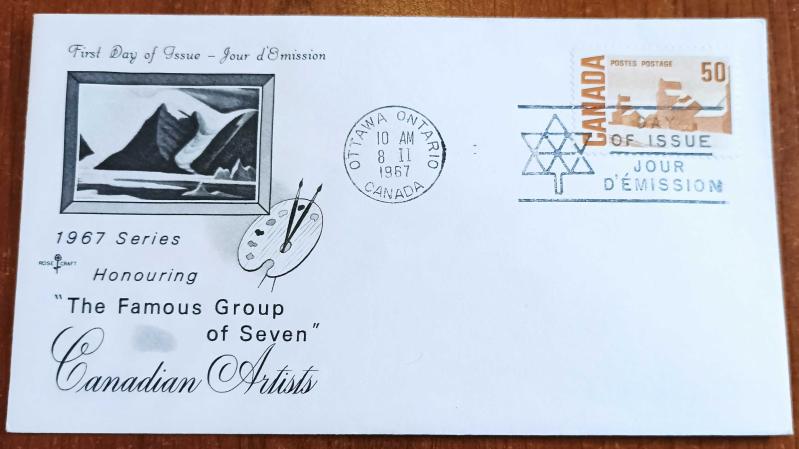 First Day of Issue – Jour d'Emission
POSTES POSTAGE
50
CANADA
OTTAWA ONTARIO
10 AM
8 II
1967
CANADA
DAY
OF ISSUE
JOUR
D'ÉMISSION
1967 Series
ROSE CRAFT
Honouring
"The Famous Group
of Seven"
Canadian Artists